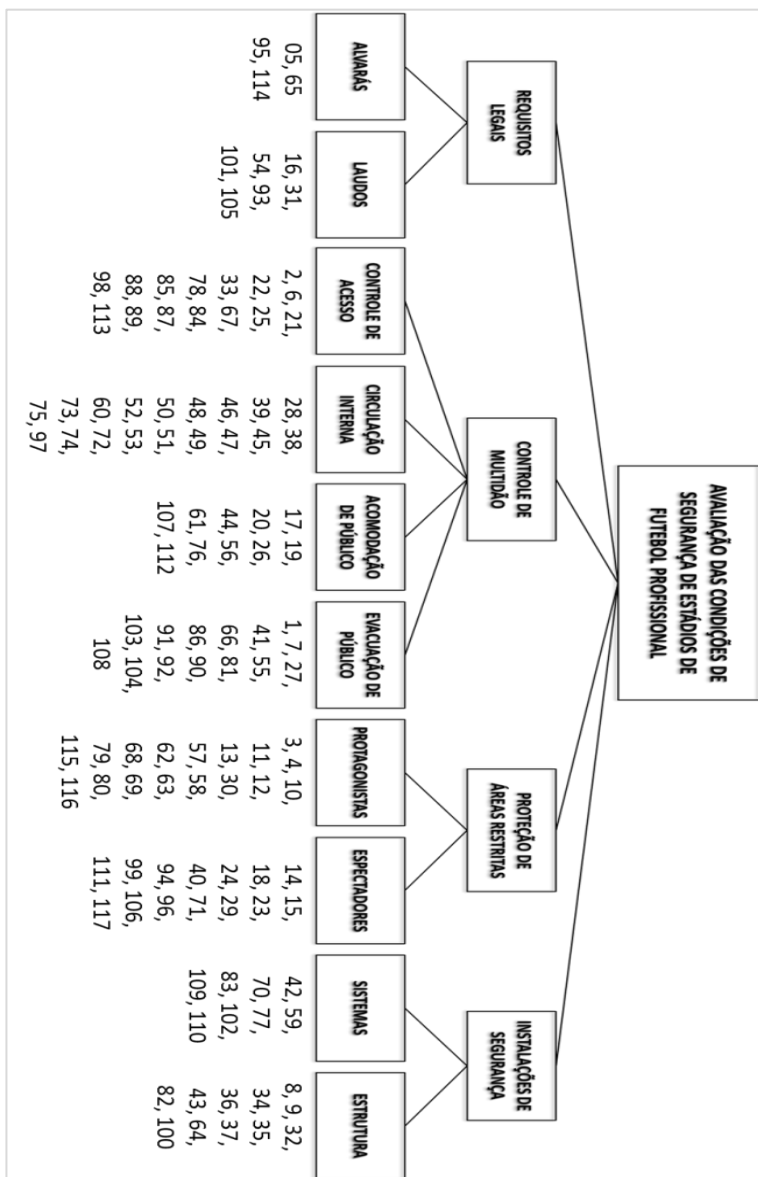 AVALIAÇÃO DAS CONDIÇÕES DE
SEGURANÇA DE ESTÁDIOS DE
FUTEBOL PROFISSIONAL
REQUISITOS
LEGAIS
CONTROLE DE
MULTIDÃO
PROTEÇÃO DE
ÁREAS RESTRITAS
INSTALAÇÕES DE
SEGURANÇA
ALVARÁS
05, 65
95, 114
LAUDOS
16, 31,
54, 93,
101, 105
CONTROLE DE
ACESSO
2, 6, 21,
22, 25,
33, 67,
78, 84,
85, 87,
88, 89,
98, 113
CIRCULAÇÃO
INTERNA
28, 38,
39, 45,
46, 47,
48, 49,
50, 51,
52, 53,
60, 72,
73, 74,
75, 97
ACOMODAÇÃO
DE PÚBLICO
17, 19,
20, 26,
44, 56,
61, 76,
107, 112
EVACUAÇÃO DE
PÚBLICO
1, 7, 27,
41, 55,
66, 81,
86, 90,
91, 92,
103, 104,
108
PROTAGONISTAS
3, 4, 10,
11, 12,
13, 30,
57, 58,
62, 63,
68, 69,
79, 80,
115, 116
ESPECTADORES
14, 15,
18, 23,
24, 29,
40, 71,
94, 96,
99, 106,
111, 117
SISTEMAS
42, 59,
70, 77,
83, 102,
109, 110
ESTRUTURA
8, 9, 32,
34, 35,
36, 37,
43, 64,
82, 100